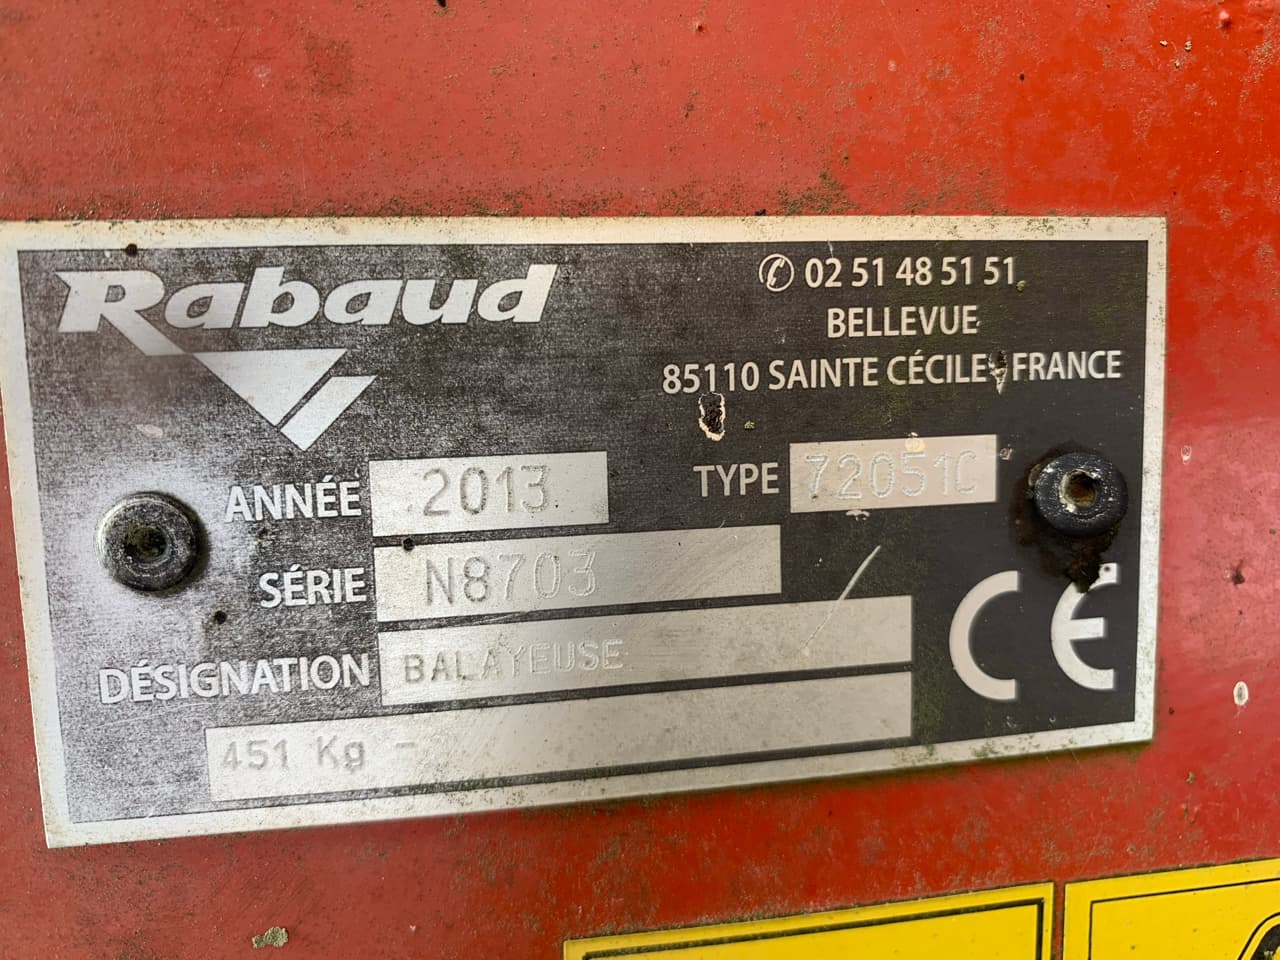 Rabaud
✆ 02 51 48 51 51
BELLEVUE
85110 SAINTE CÉCILE - FRANCE
ANNÉE 2013
TYPE 72051C
SÉRIE N8703
DÉSIGNATION BALAYEUSE
451 Kg -
CE